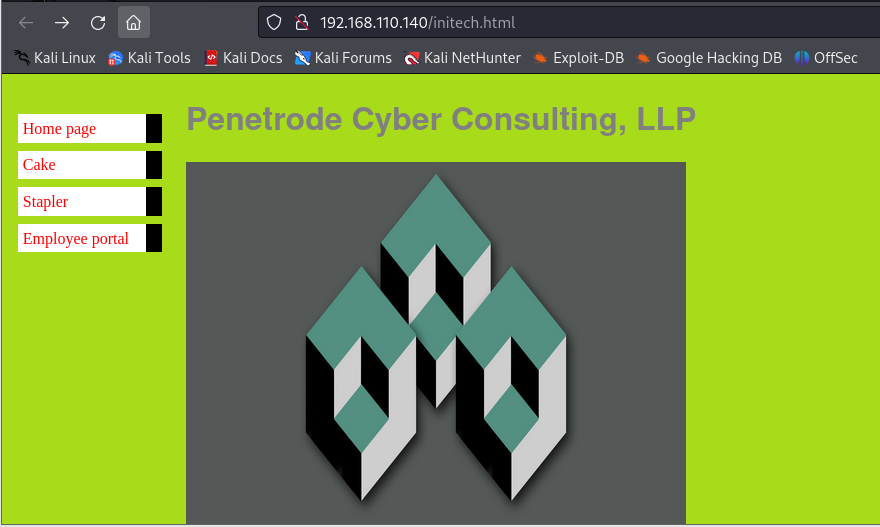 192.168.110.140/initech.html
Kali Linux Kali Tools Kali Docs Kali Forums Kali NetHunter Exploit-DB Google Hacking DB OffSec
Penetrode Cyber Consulting, LLP
Home page
Cake
Stapler
Employee portal